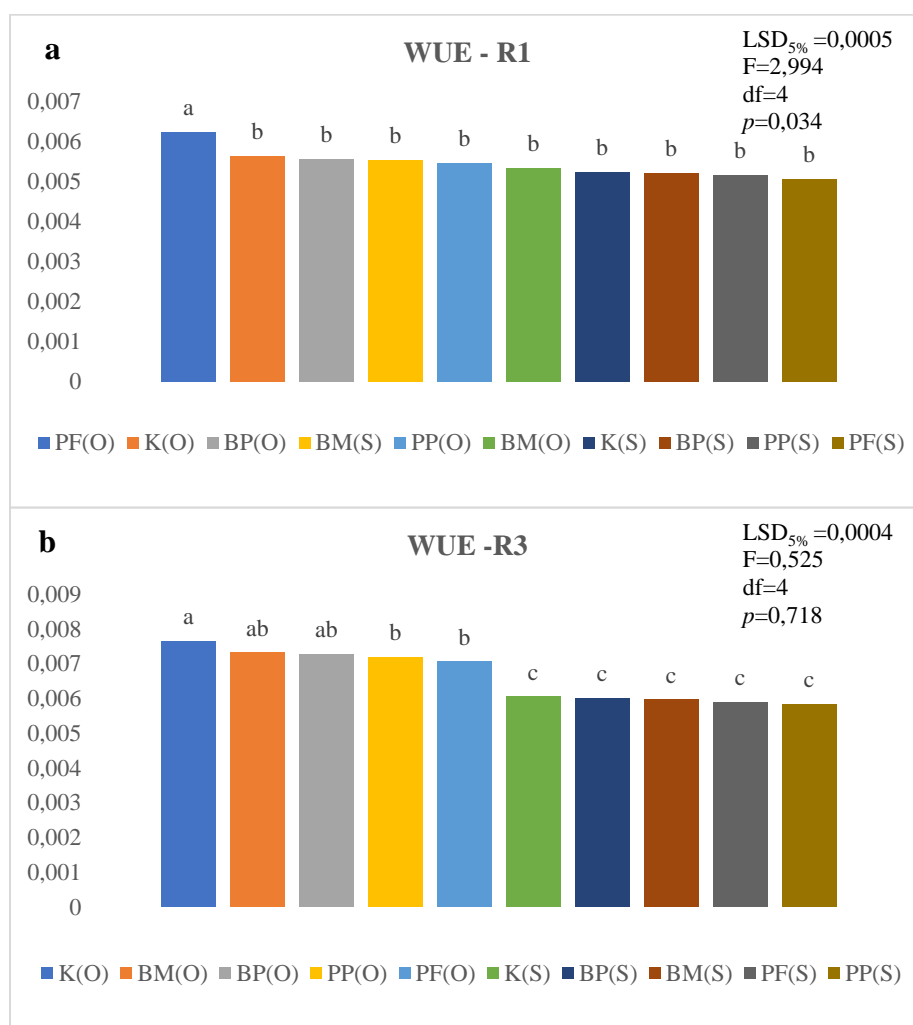 a
WUE - R1
LSD5% =0,0005
F=2,994
df=4
p=0,034
0,007
0,006
0,005
0,004
0,003
0,002
0,001
0
a b b b b b b b b b
PF(O) K(O) BP(O) BM(S) PP(O) BM(O) K(S) BP(S) PP(S) PF(S)
b
WUE -R3
LSD5% =0,0004
F=0,525
df=4
p=0,718
0,009
0,008
0,007
0,006
0,005
0,004
0,003
0,002
0,001
0
a ab ab b b c c c c c
K(O) BM(O) BP(O) PP(O) PF(O) K(S) BP(S) BM(S) PF(S) PP(S)